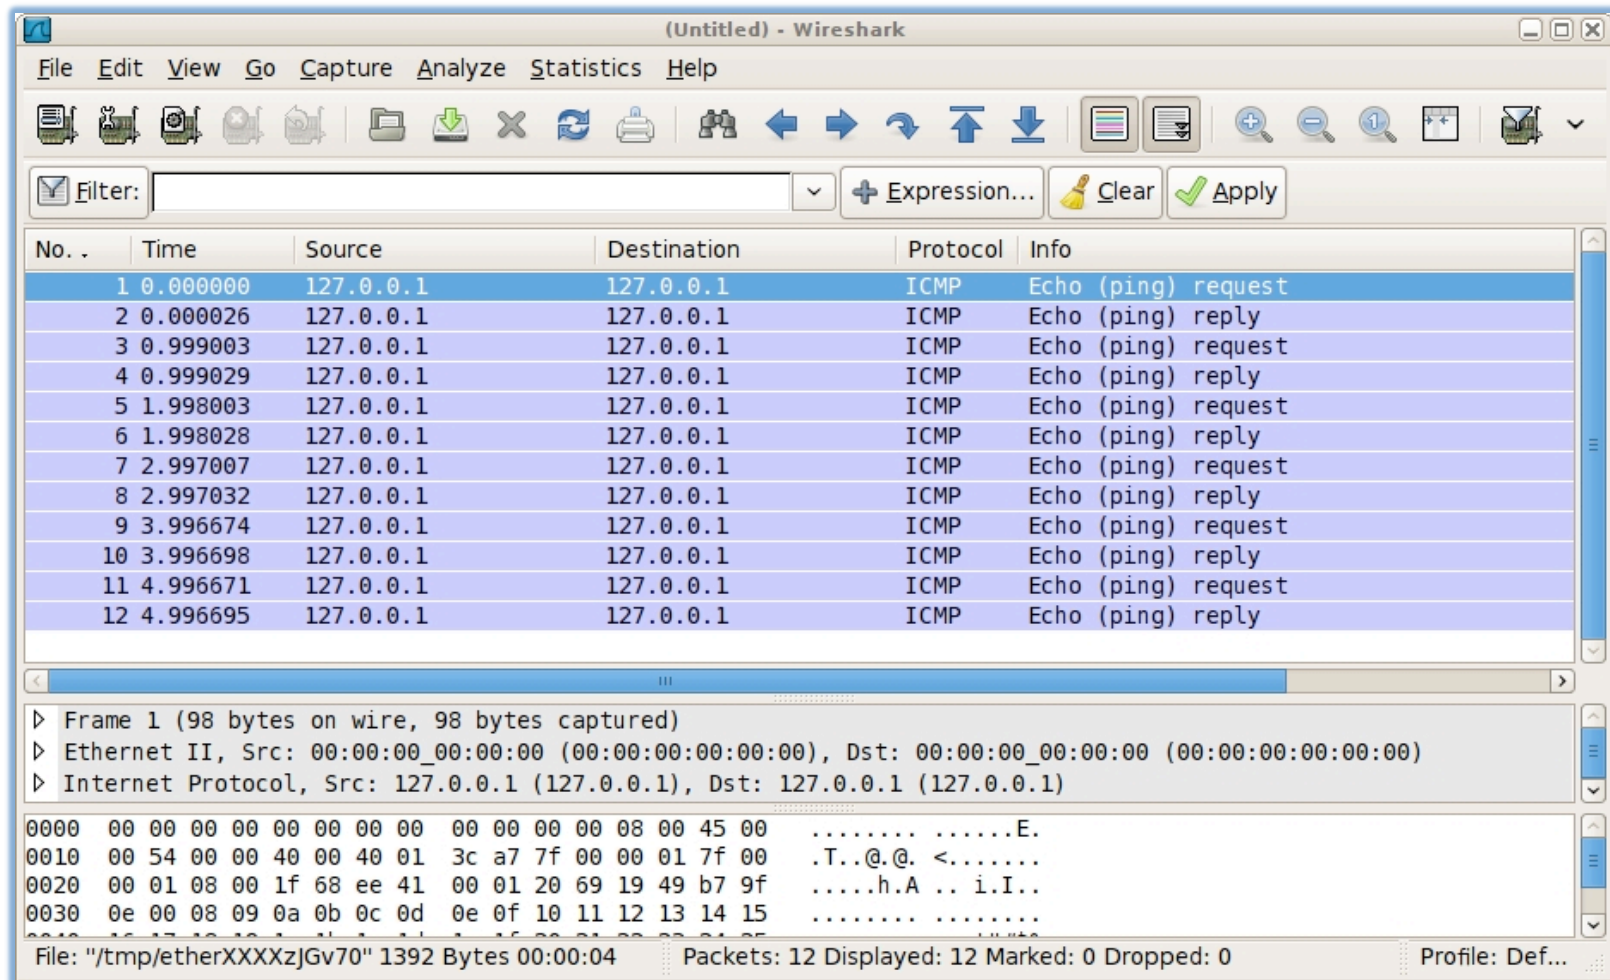 (Untitled) - Wireshark
File Edit View Go Capture Analyze Statistics Help
Filter: Expression... Clear Apply
No. . Time Source Destination Protocol Info
1 0.000000 127.0.0.1 127.0.0.1 ICMP Echo (ping) request
2 0.000026 127.0.0.1 127.0.0.1 ICMP Echo (ping) reply
3 0.999003 127.0.0.1 127.0.0.1 ICMP Echo (ping) request
4 0.999029 127.0.0.1 127.0.0.1 ICMP Echo (ping) reply
5 1.998003 127.0.0.1 127.0.0.1 ICMP Echo (ping) request
6 1.998028 127.0.0.1 127.0.0.1 ICMP Echo (ping) reply
7 2.997007 127.0.0.1 127.0.0.1 ICMP Echo (ping) request
8 2.997032 127.0.0.1 127.0.0.1 ICMP Echo (ping) reply
9 3.996674 127.0.0.1 127.0.0.1 ICMP Echo (ping) request
10 3.996698 127.0.0.1 127.0.0.1 ICMP Echo (ping) reply
11 4.996671 127.0.0.1 127.0.0.1 ICMP Echo (ping) request
12 4.996695 127.0.0.1 127.0.0.1 ICMP Echo (ping) reply
Frame 1 (98 bytes on wire, 98 bytes captured)
Ethernet II, Src: 00:00:00_00:00:00 (00:00:00:00:00:00), Dst: 00:00:00_00:00:00 (00:00:00:00:00:00)
Internet Protocol, Src: 127.0.0.1 (127.0.0.1), Dst: 127.0.0.1 (127.0.0.1)
0000 00 00 00 00 00 00 00 00 00 00 00 00 08 00 45 00 ........ ......E.
0010 00 54 00 00 40 00 40 01 3c a7 7f 00 00 01 7f 00 .T..@.@. <.......
0020 00 01 08 00 1f 68 ee 41 00 01 20 69 19 49 b7 9f .....h.A .. i.I..
0030 0e 00 08 09 0a 0b 0c 0d 0e 0f 10 11 12 13 14 15 ........ ........
File: "/tmp/etherXXXXzJGv70" 1392 Bytes 00:00:04 Packets: 12 Displayed: 12 Marked: 0 Dropped: 0 Profile: Def...